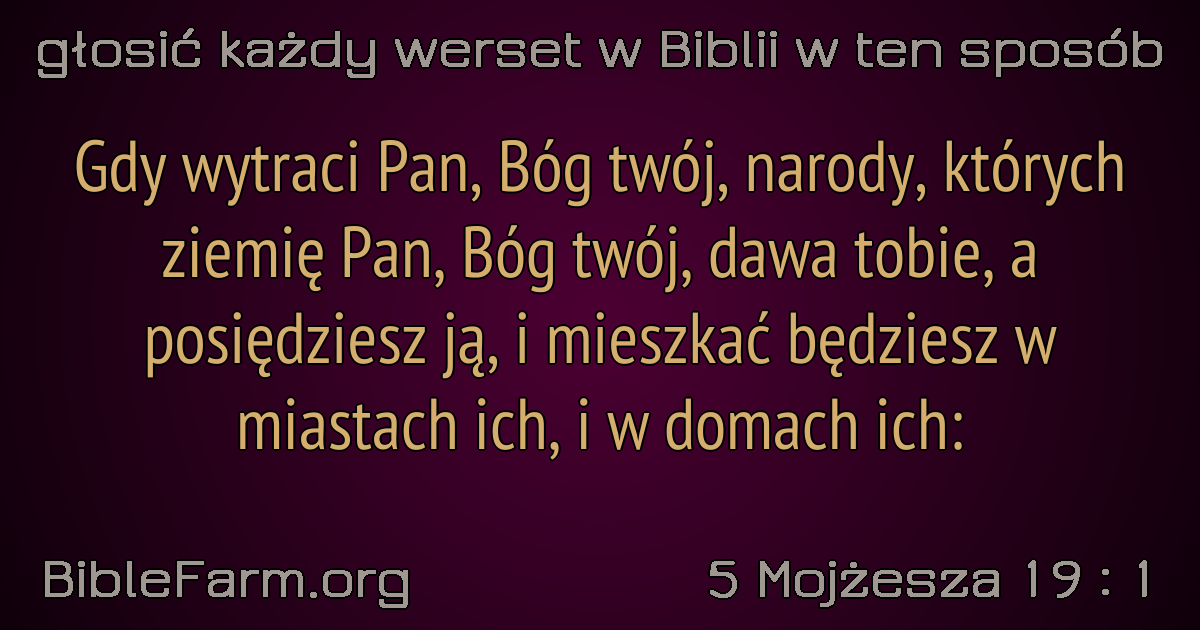 głosić każdy werset w Biblii w ten sposób
Gdy wytraci Pan, Bóg twój, narody, których
ziemię Pan, Bóg twój, dawa tobie, a
posiędziesz ją, i mieszkać będziesz w
miastach ich, i w domach ich:
BibleFarm.org
5 Mojżesza 19 : 1